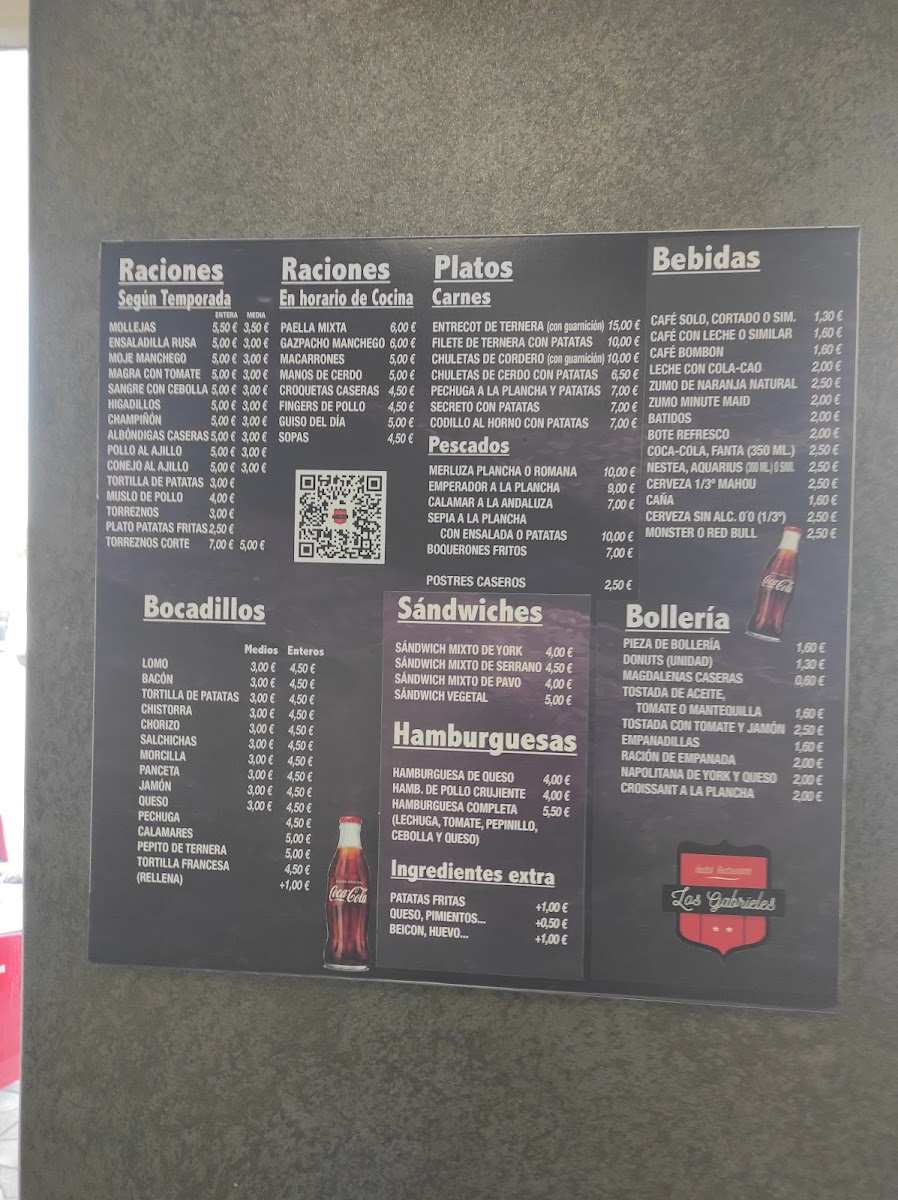 Raciones
Según Temporada
ENTERA MEDIA
MOLLEJAS 5,50 € 3,50 €
ENSALADILLA RUSA 5,00 € 3,00 €
MOJE MANCHEGO 5,00 € 3,00 €
MAGRA CON TOMATE 5,00 € 3,00 €
SANGRE CON CEBOLLA 5,00 € 3,00 €
HIGADILLOS 5,00 € 3,00 €
CHAMPIÑÓN 5,00 € 3,00 €
ALBÓNDIGAS CASERAS 5,00 € 3,00 €
POLLO AL AJILLO 5,00 € 3,00 €
CONEJO AL AJILLO 5,00 € 3,00 €
TORTILLA DE PATATAS 3,00 €
MUSLO DE POLLO 4,00 €
TORREZNOS 3,00 €
PLATO PATATAS FRITAS 2,50 €
TORREZNOS CORTE 7,00 € 5,00 €
Raciones
En horario de Cocina
PAELLA MIXTA 6,00 €
GAZPACHO MANCHEGO 6,00 €
MACARRONES 5,00 €
MANOS DE CERDO 5,00 €
CROQUETAS CASERAS 4,50 €
FINGERS DE POLLO 4,50 €
GUISO DEL DÍA 5,00 €
SOPAS 4,50 €
Platos
Carnes
ENTRECOT DE TERNERA (con guarnición) 15,00 €
FILETE DE TERNERA CON PATATAS 10,00 €
CHULETAS DE CORDERO (con guarnición) 10,00 €
CHULETAS DE CERDO CON PATATAS 6,50 €
PECHUGA A LA PLANCHA Y PATATAS 7,00 €
SECRETO CON PATATAS 7,00 €
CODILLO AL HORNO CON PATATAS 7,00 €
Pescados
MERLUZA PLANCHA O ROMANA 10,00 €
EMPERADOR A LA PLANCHA 9,00 €
CALAMAR A LA ANDALUZA 7,00 €
SEPIA A LA PLANCHA
CON ENSALADA O PATATAS 10,00 €
BOQUERONES FRITOS 7,00 €
POSTRES CASEROS 2,50 €
Bebidas
CAFÉ SOLO, CORTADO O SIM. 1,30 €
CAFÉ CON LECHE O SIMILAR 1,60 €
CAFÉ BOMBON 1,60 €
LECHE CON COLA-CAO 2,00 €
ZUMO DE NARANJA NATURAL 2,50 €
ZUMO MINUTE MAID 2,00 €
BATIDOS 2,00 €
BOTE REFRESCO 2,00 €
COCA-COLA, FANTA (350 ML.) 2,50 €
NESTEA, AQUARIUS (300 ML.) O SIMI. 2,50 €
CERVEZA 1/3º MAHOU 2,50 €
CAÑA 1,60 €
CERVEZA SIN ALC. 0´0 (1/3º) 2,50 €
MONSTER O RED BULL 2,50 €
Coca-Cola
Bocadillos
Medios Enteros
LOMO 3,00 € 4,50 €
BACÓN 3,00 € 4,50 €
TORTILLA DE PATATAS 3,00 € 4,50 €
CHISTORRA 3,00 € 4,50 €
CHORIZO 3,00 € 4,50 €
SALCHICHAS 3,00 € 4,50 €
MORCILLA 3,00 € 4,50 €
PANCETA 3,00 € 4,50 €
JAMÓN 3,00 € 4,50 €
QUESO 3,00 € 4,50 €
PECHUGA 4,50 €
CALAMARES 5,00 €
PEPITO DE TERNERA 5,00 €
TORTILLA FRANCESA 4,50 €
(RELLENA) +1,00 €
Coca-Cola
Sándwiches
SÁNDWICH MIXTO DE YORK 4,00 €
SÁNDWICH MIXTO DE SERRANO 4,50 €
SÁNDWICH MIXTO DE PAVO 4,00 €
SÁNDWICH VEGETAL 5,00 €
Hamburguesas
HAMBURGUESA DE QUESO 4,00 €
HAMB. DE POLLO CRUJIENTE 4,00 €
HAMBURGUESA COMPLETA 5,50 €
(LECHUGA, TOMATE, PEPINILLO,
CEBOLLA Y QUESO)
Ingredientes extra
PATATAS FRITAS +1,00 €
QUESO, PIMIENTOS... +0,50 €
BEICON, HUEVO... +1,00 €
Bollería
PIEZA DE BOLLERÍA 1,60 €
DONUTS (UNIDAD) 1,30 €
MAGDALENAS CASERAS 0,60 €
TOSTADA DE ACEITE,
TOMATE O MANTEQUILLA 1,60 €
TOSTADA CON TOMATE Y JAMÓN 2,50 €
EMPANADILLAS 1,60 €
RACIÓN DE EMPANADA 2,00 €
NAPOLITANA DE YORK Y QUESO 2,00 €
CROISSANT A LA PLANCHA 2,00 €
Hostal Restaurante
Los Gabrieles